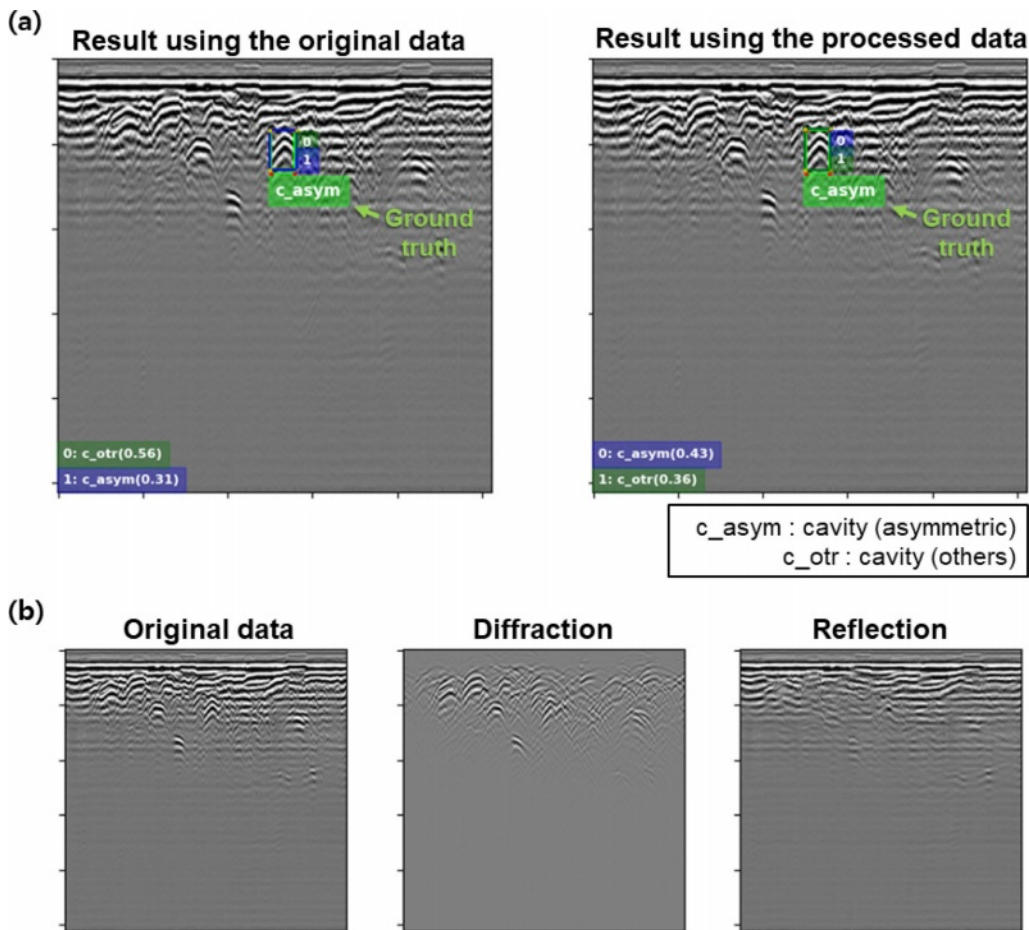 (a)
Result using the original data
Result using the processed data
0
1
c_asym
Ground
truth
0: c_otr(0.56)
1: c_asym(0.31)
0
1
c_asym
Ground
truth
0: c_asym(0.43)
1: c_otr(0.36)
c_asym : cavity (asymmetric)
c_otr : cavity (others)
(b)
Original data
Diffraction
Reflection